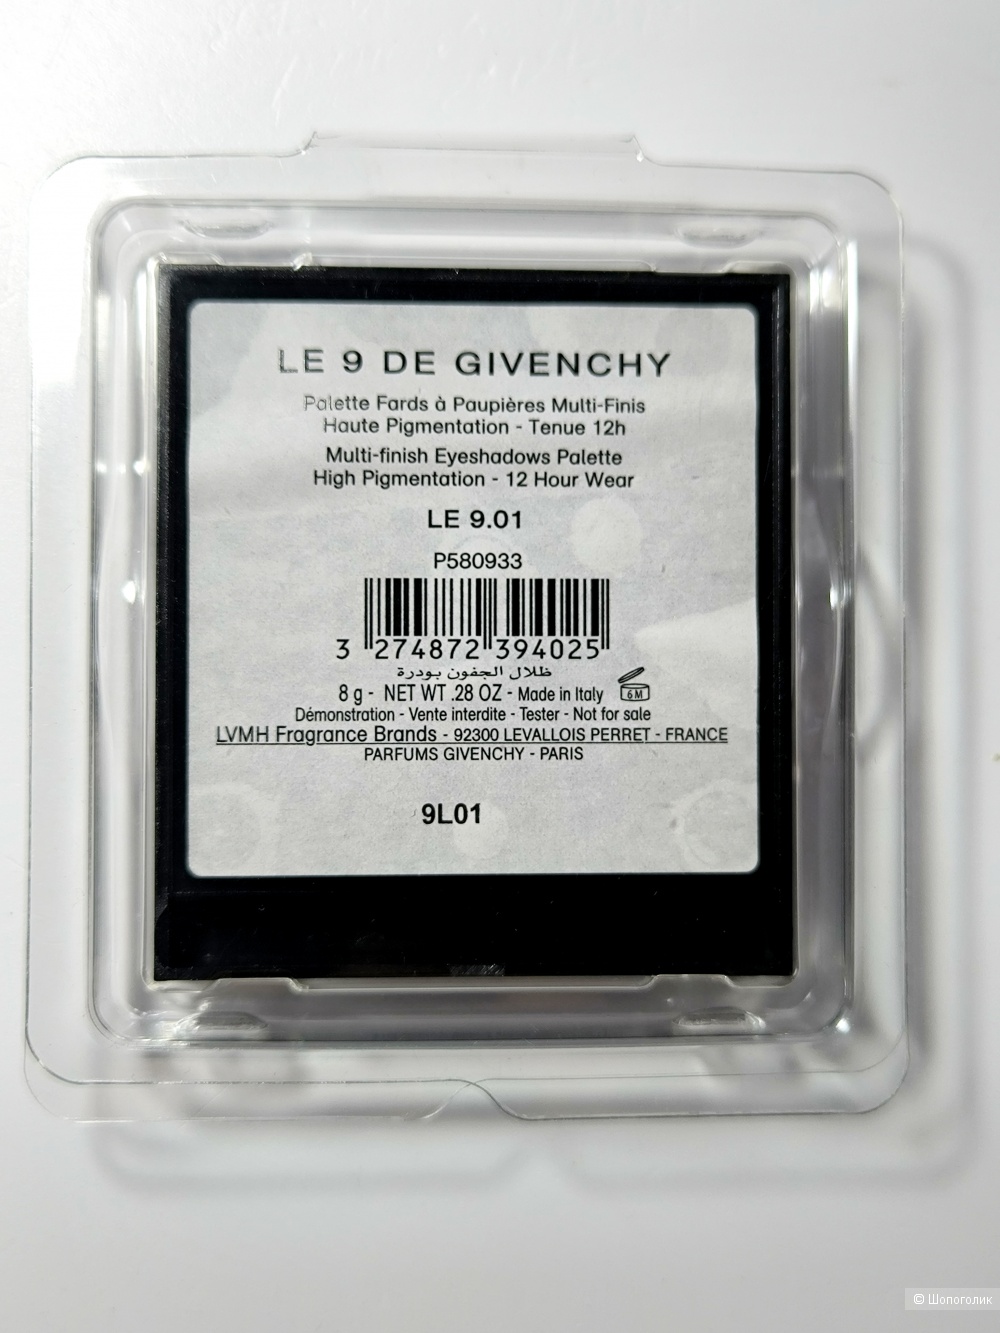 LE 9 DE GIVENCHY
Palette Fards à Paupières Multi-Finis
Haute Pigmentation - Tenue 12h
Multi-finish Eyeshadows Palette
High Pigmentation - 12 Hour Wear
LE 9.01
P580933
3 274872 394025
ظلال الجفون بودرة
8 g - NET WT .28 OZ - Made in Italy 6M
Démonstration - Vente interdite - Tester - Not for sale
LVMH Fragrance Brands - 92300 LEVALLOIS PERRET - FRANCE
PARFUMS GIVENCHY - PARIS
9L01
© Шопоголик